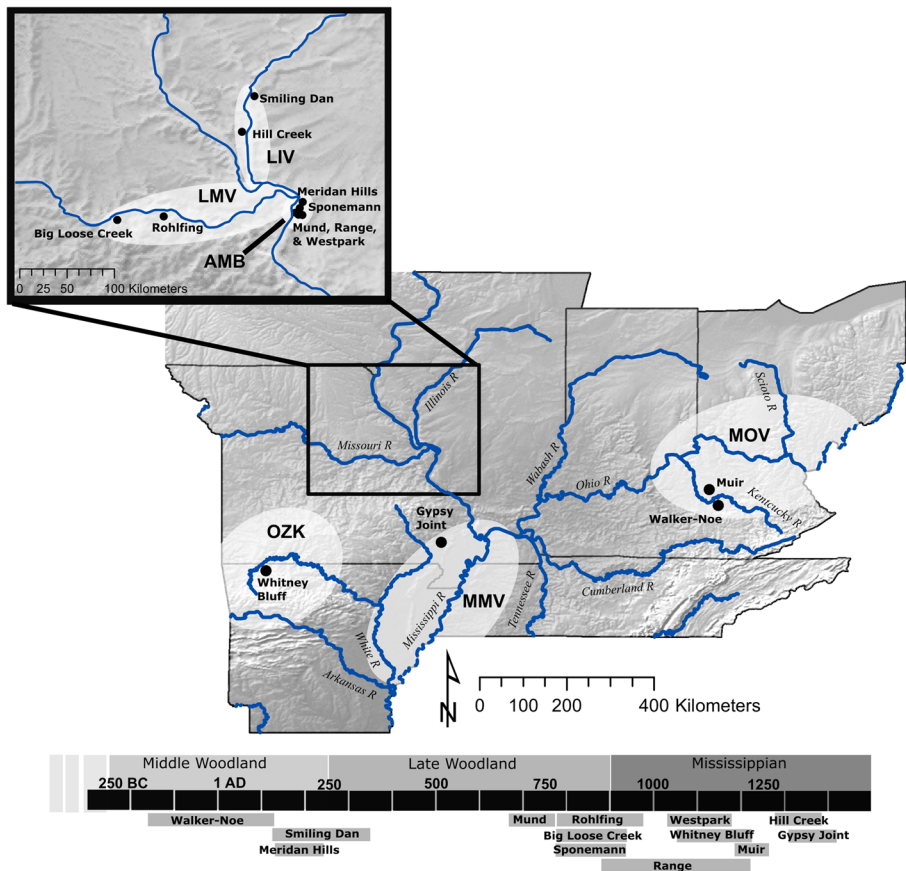 Smiling Dan
Hill Creek
LIV
LMV
Meridan Hills
Sponemann
Rohlfing
Big Loose Creek
Mund, Range,
& Westpark
AMB
0 25 50 100 Kilometers
Illinois R
Missouri R
Scioto R
Wabash R
MOV
Ohio R
Muir
Kentcucky R
Walker-Noe
Gypsy
Joint
OZK
Whitney
Bluff
MMV
Mississippi R
Tennessee R
Cumberland R
White R
Arkansas R
N
0 100 200 400 Kilometers
Middle Woodland Late Woodland Mississippian
250 BC 1 AD 250 500 750 1000 1250
Walker-Noe Mund Rohlfing Westpark Hill Creek
Smiling Dan Big Loose Creek Whitney Bluff Gypsy Joint
Meridan Hills Sponemann Muir
Range